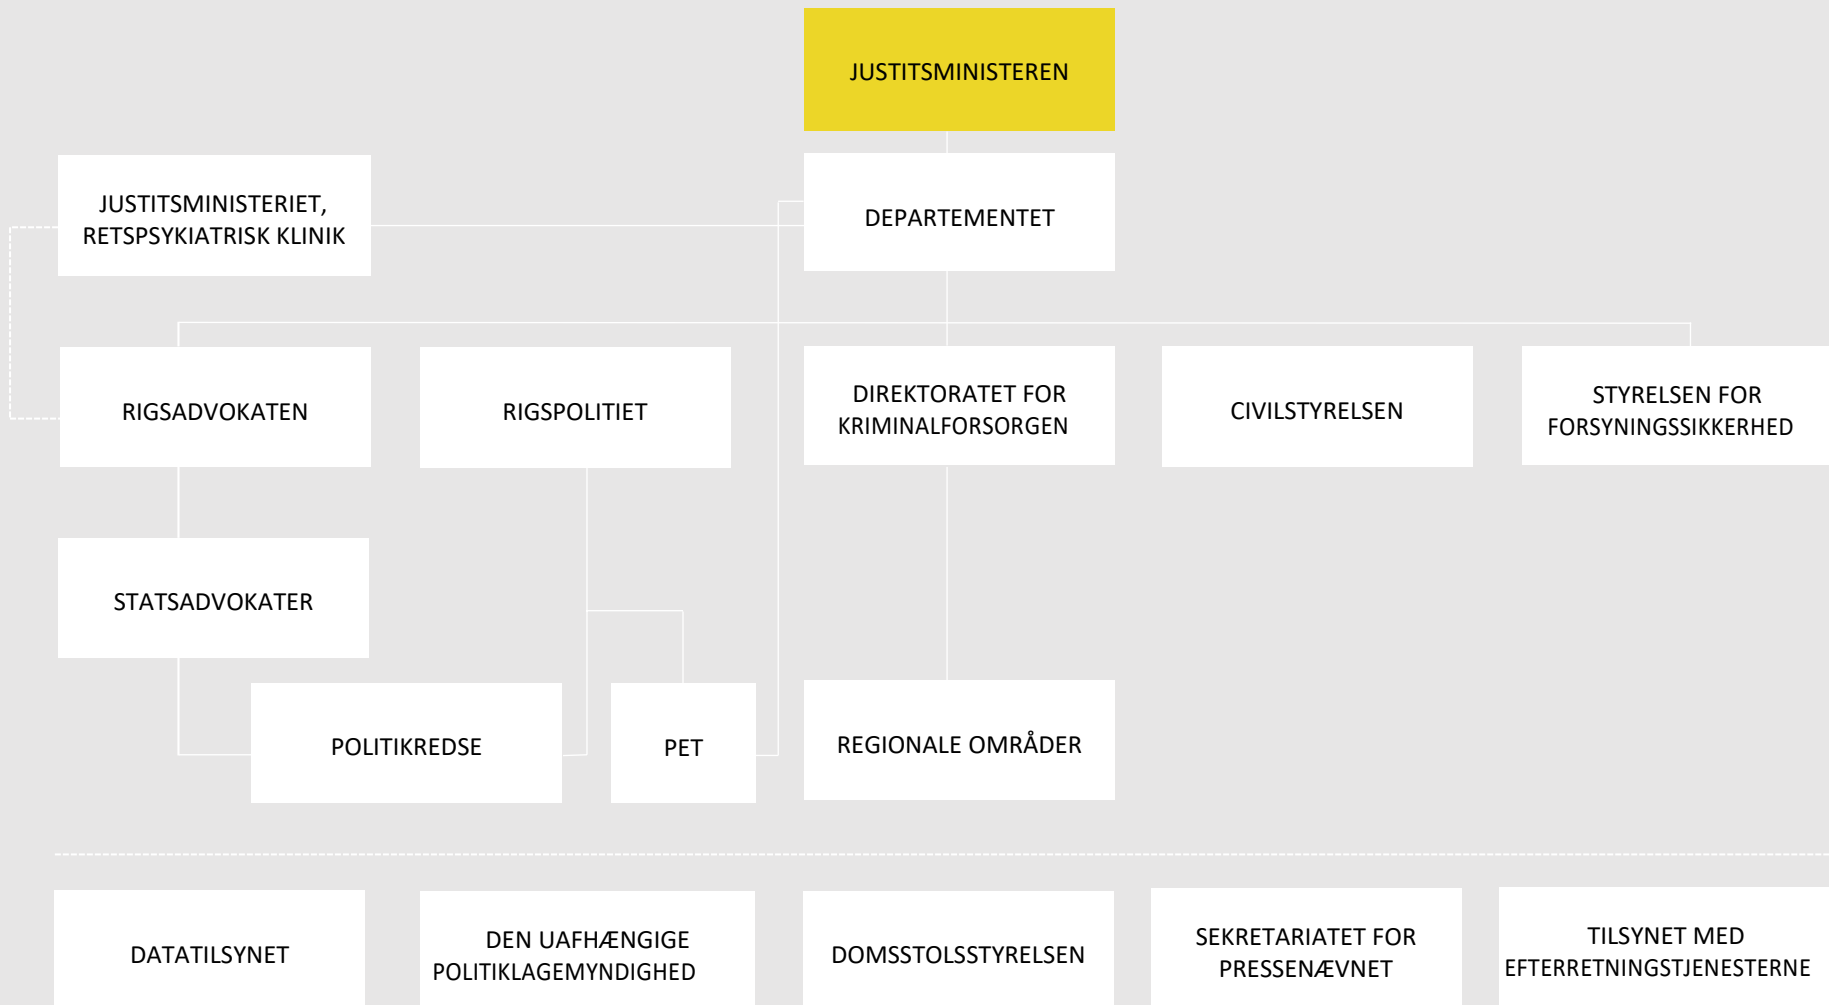 JUSTITSMINISTEREN
JUSTITSMINISTERIET,
RETSPSYKIATRISK KLINIK
DEPARTEMENTET
RIGSADVOKATEN
RIGSPOLITIET
DIREKTORATET FOR
KRIMINALFORSORGEN
CIVILSTYRELSEN
STYRELSEN FOR
FORSYNINGSSIKKERHED
STATSADVOKATER
POLITIKREDSE
PET
REGIONALE OMRÅDER
DATATILSYNET
DEN UAFHÆNGIGE
POLITIKLAGEMYNDIGHED
DOMSSTOLSSTYRELSEN
SEKRETARIATET FOR
PRESSENÆVNET
TILSYNET MED
EFTERRETNINGSTJENESTERNE